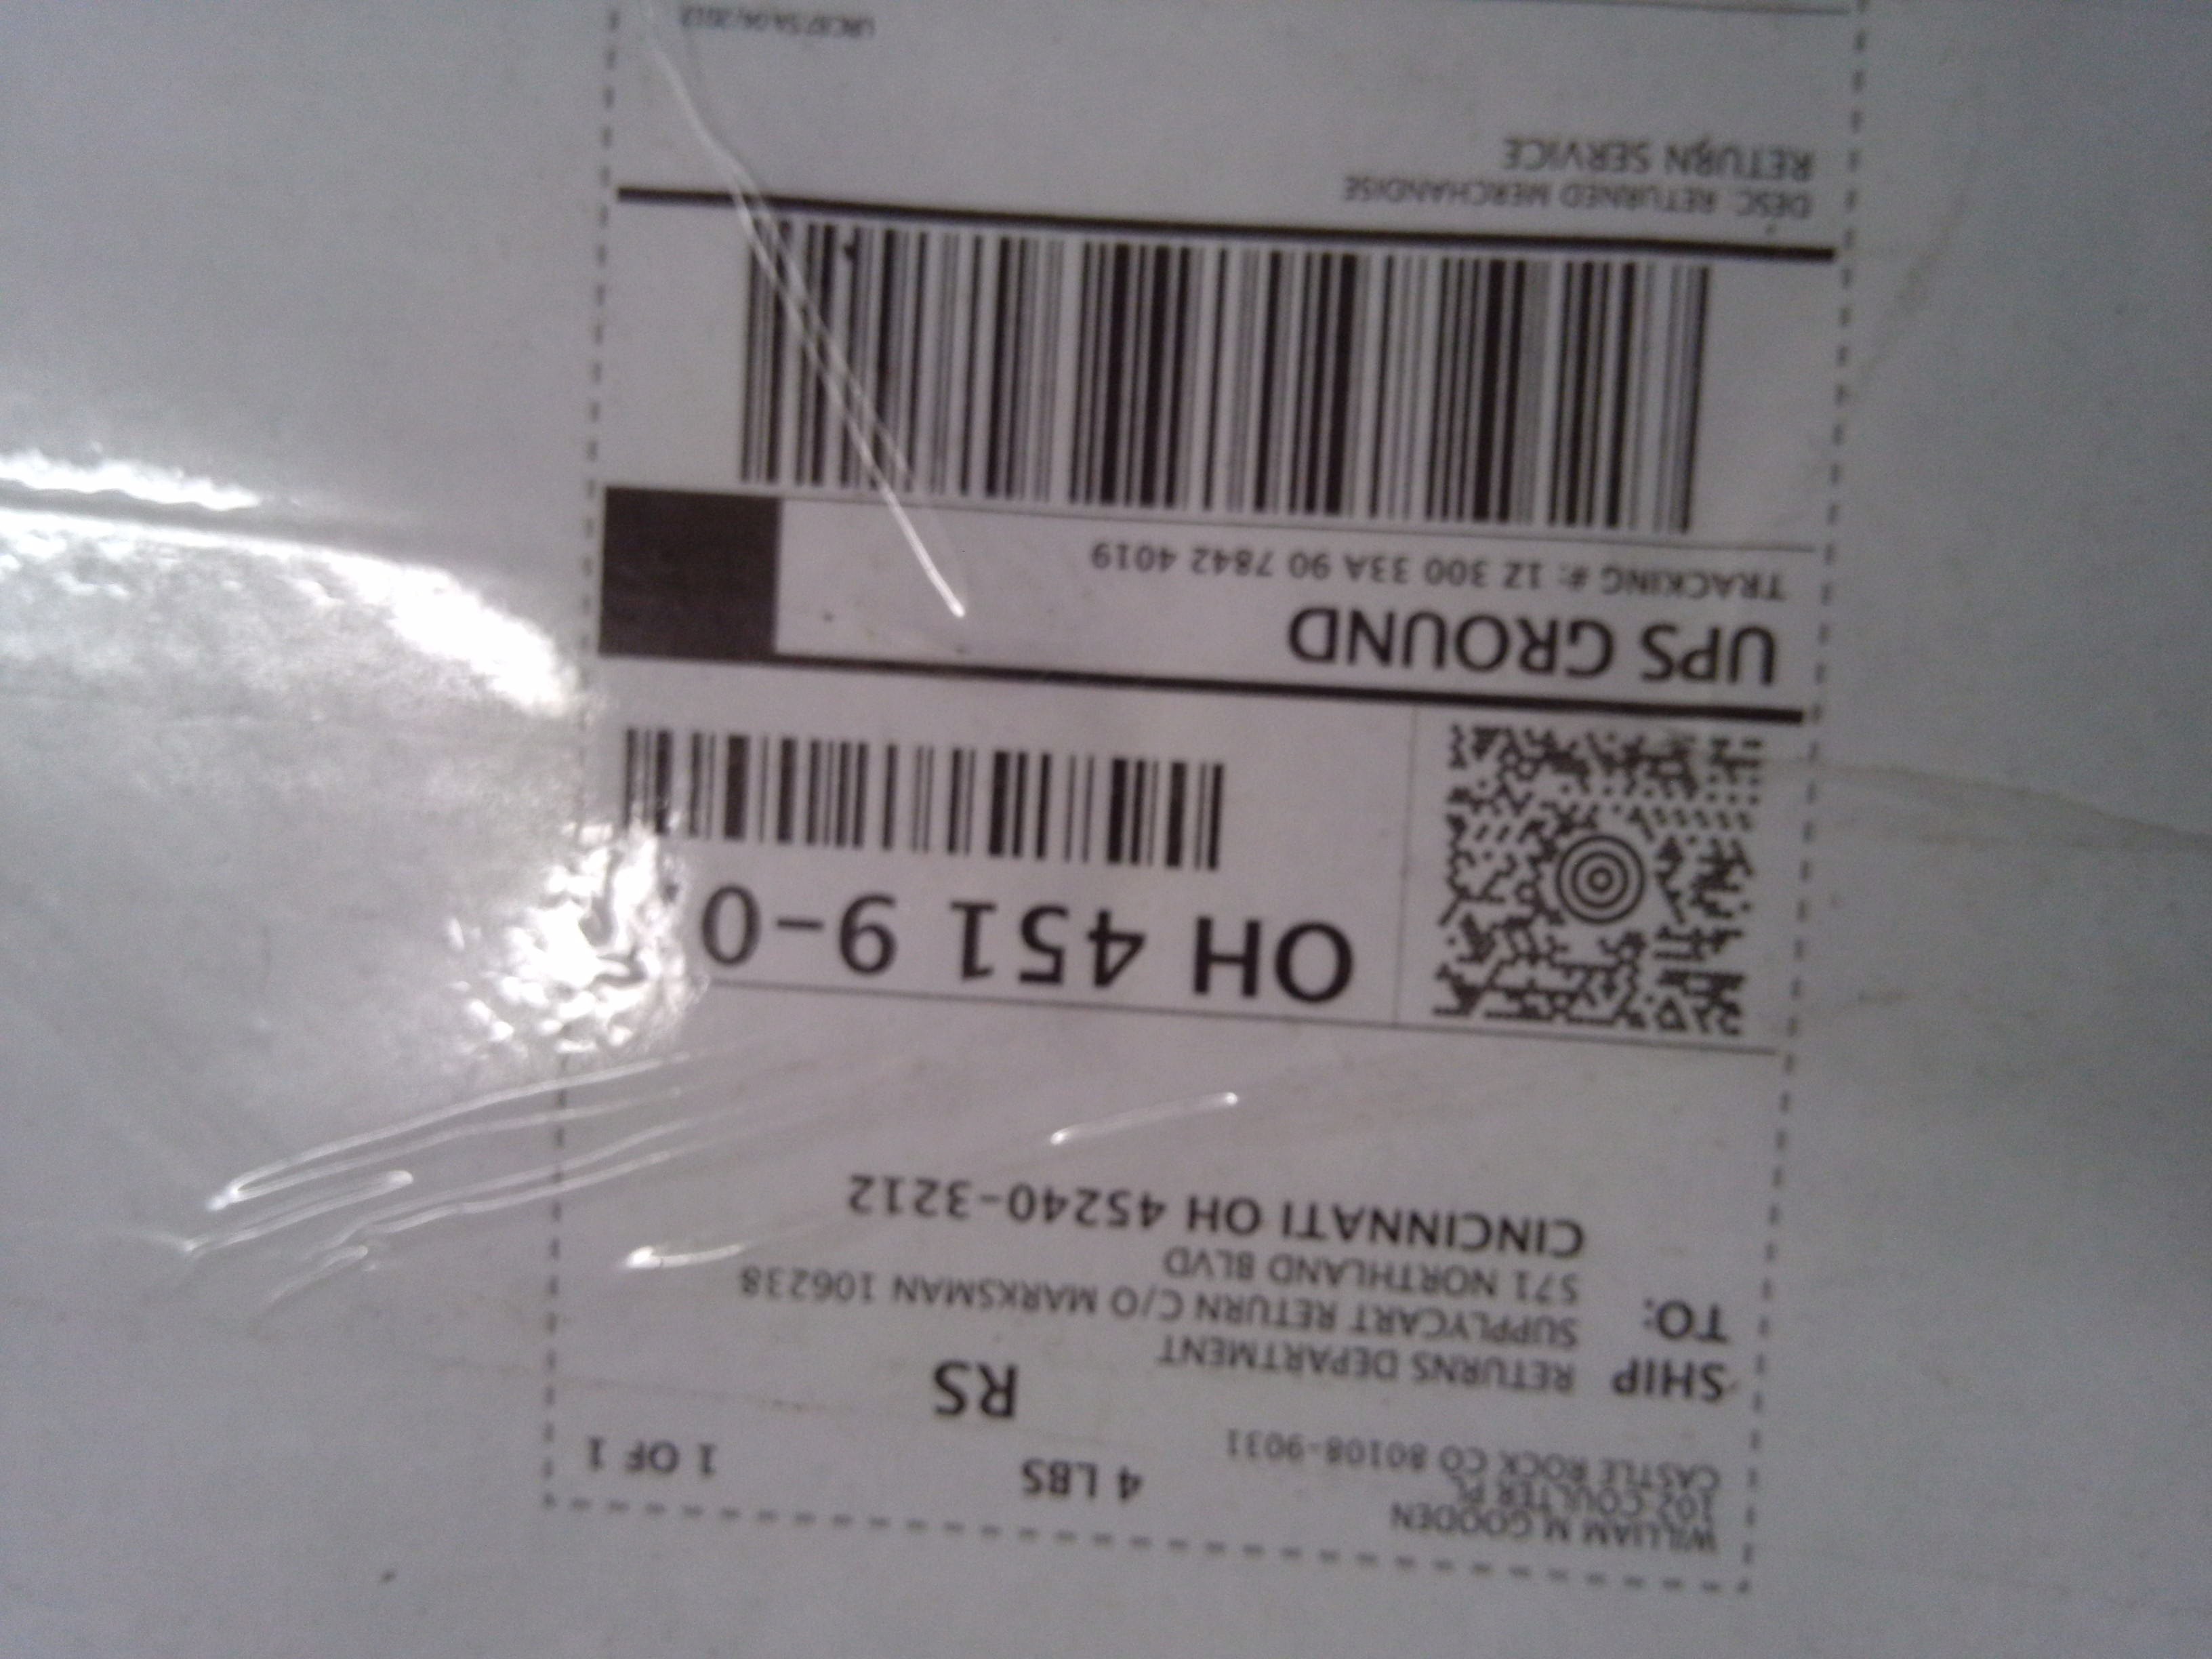 WILLIAM M GOODEN
102 COULTER PL
CASTLE ROCK CO 80108-9031
4 LBS
1 OF 1
RS
SHIP
TO:
RETURNS DEPARTMENT
SUPPLYCART RETURN C/O MARKSMAN 106238
571 NORTHLAND BLVD
CINCINNATI OH 45240-3212
OH 451 9-0
UPS GROUND
TRACKING #: 1Z 300 33A 90 7842 4019
DESC: RETURNED MERCHANDISE
RETURN SERVICE